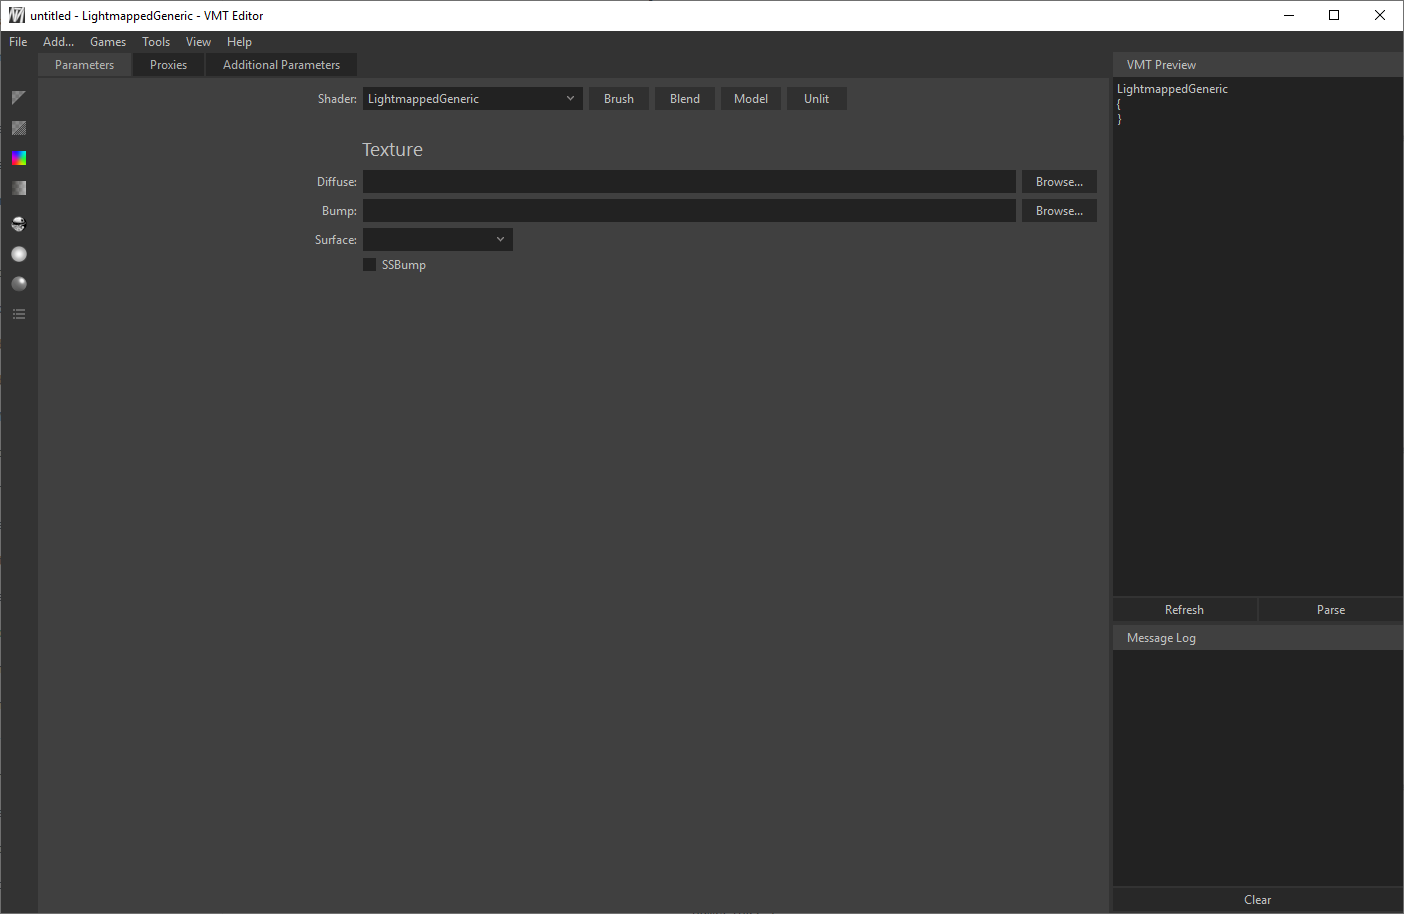 untitled - LightmappedGeneric - VMT Editor
File Add... Games Tools View Help
Parameters Proxies Additional Parameters
Shader: LightmappedGeneric Brush Blend Model Unlit
Texture
Diffuse: Browse...
Bump: Browse...
Surface:
SSBump
VMT Preview
LightmappedGeneric
{
}
Refresh Parse
Message Log
Clear